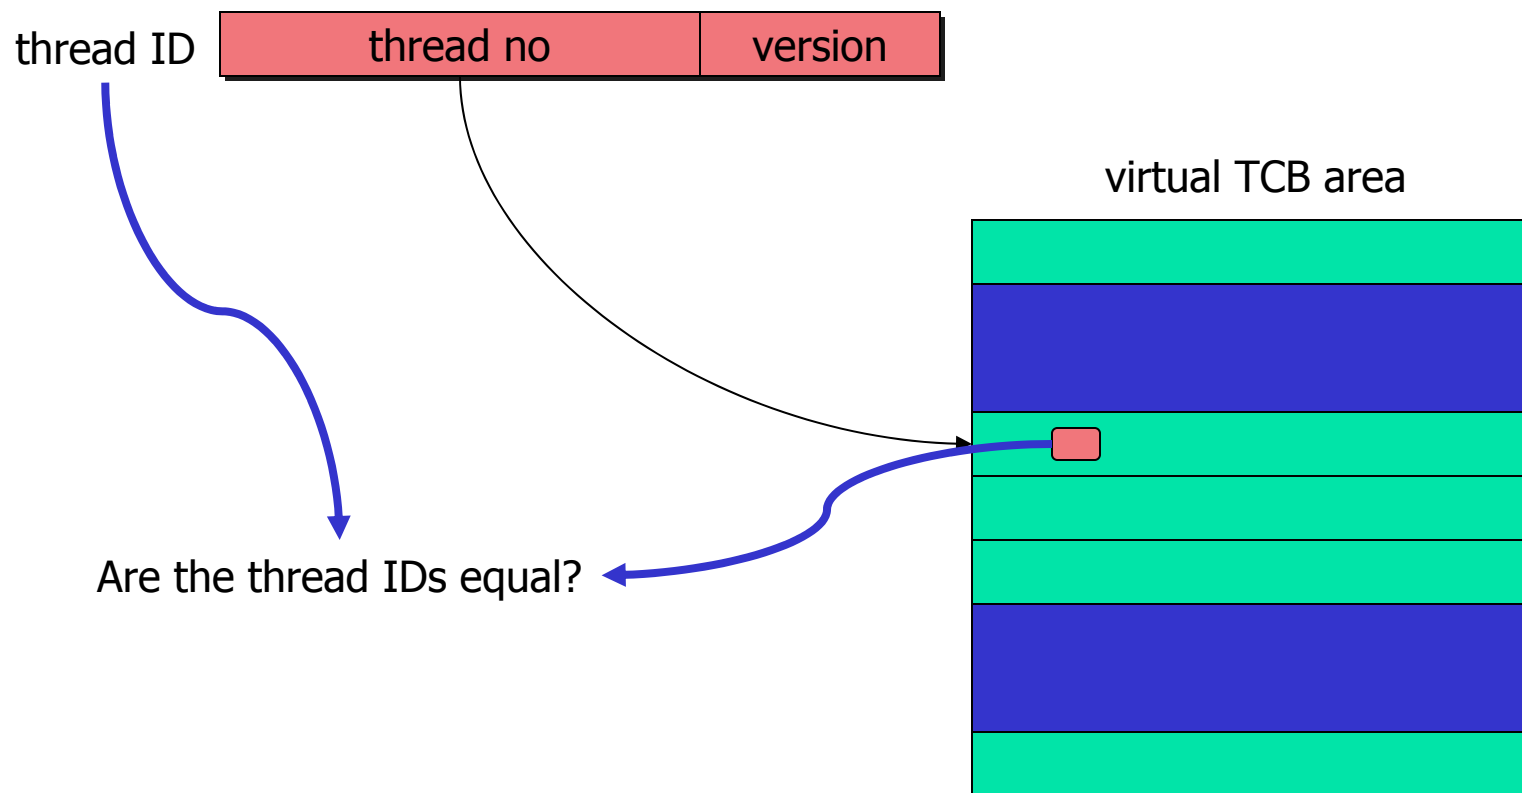 thread ID
thread no
version
virtual TCB area
Are the thread IDs equal?